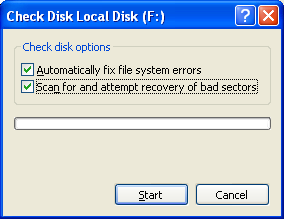 Check Disk Local Disk (F:)
Check disk options
Automatically fix file system errors
Scan for and attempt recovery of bad sectors
Start
Cancel